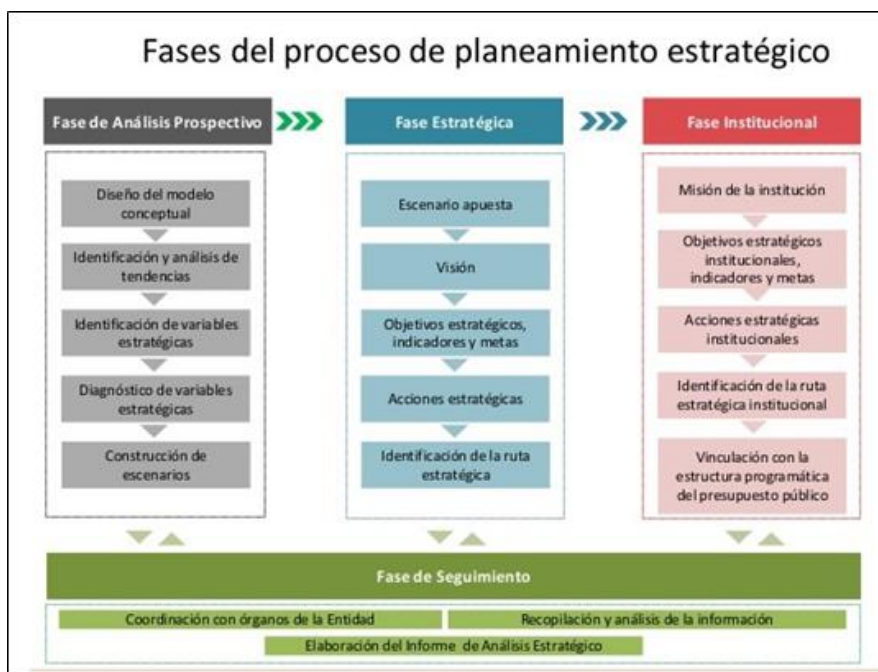 Fases del proceso de planeamiento estratégico
Fase de Análisis Prospectivo
Diseño del modelo
conceptual
Identificación y análisis de
tendencias
Identificación de variables
estratégicas
Diagnóstico de variables
estratégicas
Construcción de
escenarios
Fase Estratégica
Escenario apuesta
Visión
Objetivos estratégicos,
indicadores y metas
Acciones estratégicas
Identificación de la ruta
estratégica
Fase Institucional
Misión de la institución
Objetivos estratégicos
institucionales,
indicadores y metas
Acciones estratégicas
institucionales
Identificación de la ruta
estratégica institucional
Vinculación con la
estructura programática
del presupuesto público
Fase de Seguimiento
Coordinación con órganos de la Entidad
Recopilación y análisis de la información
Elaboración del Informe de Análisis Estratégico